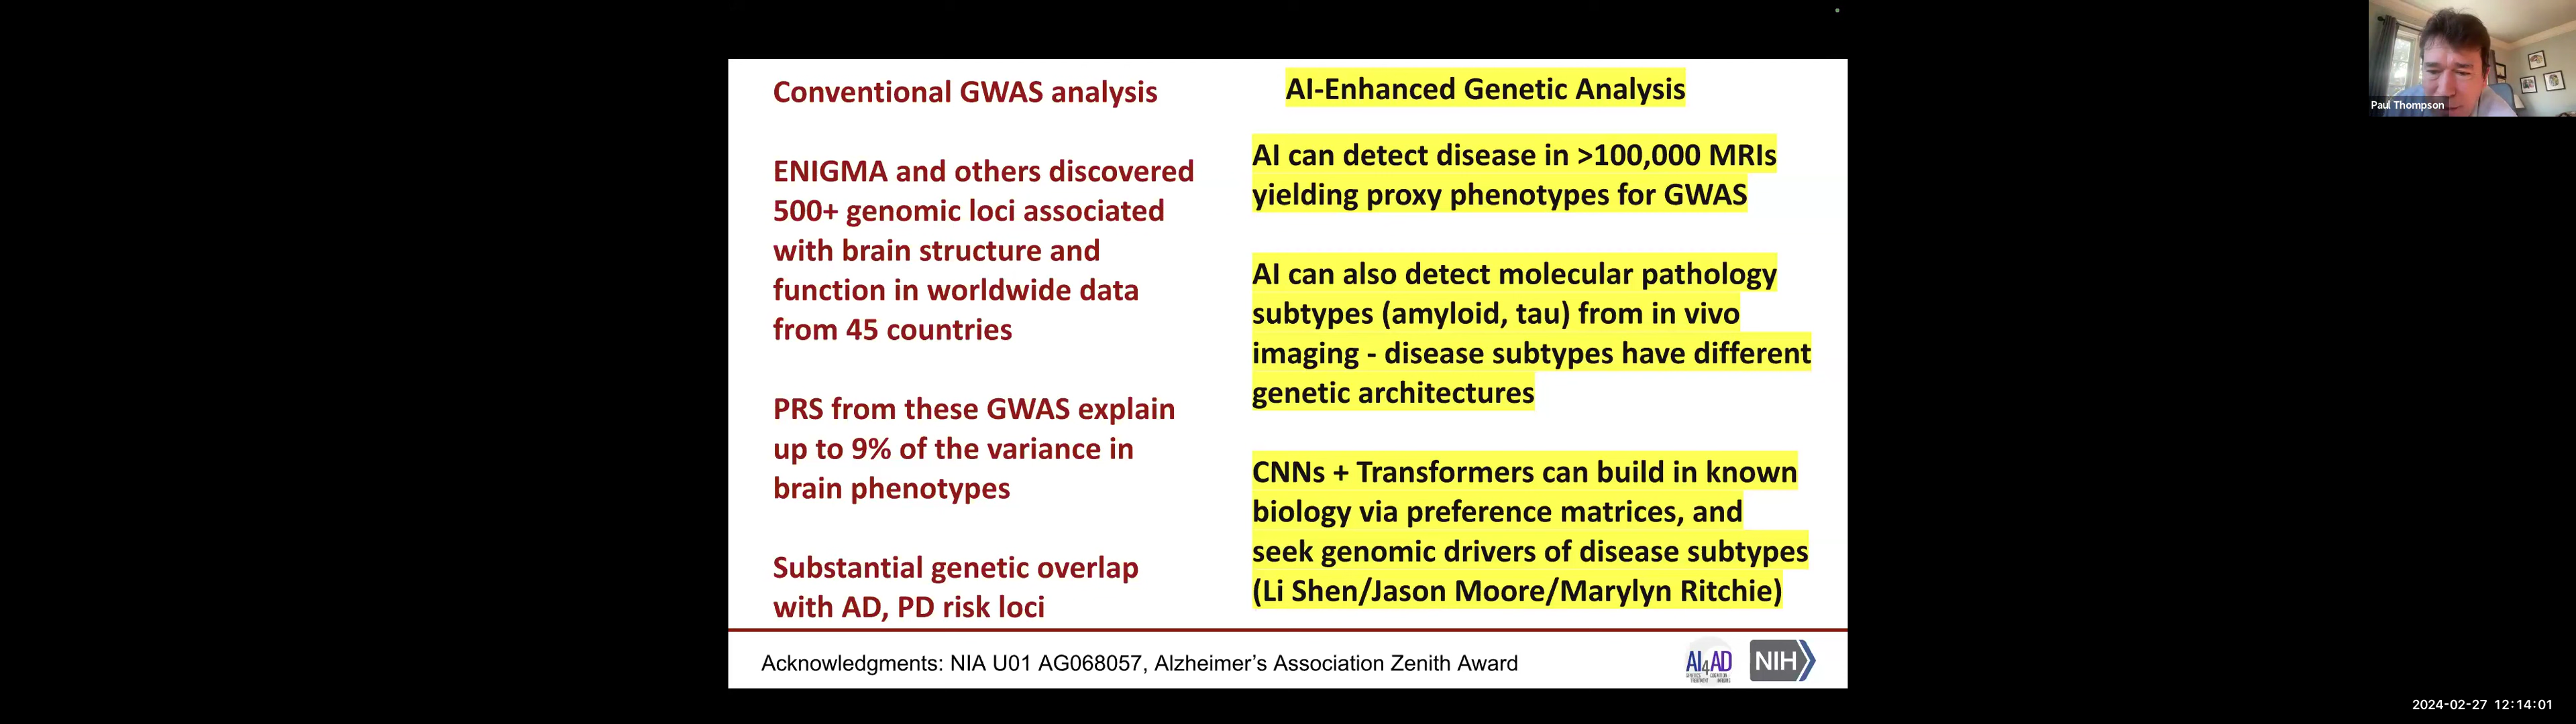 Conventional GWAS analysis
ENIGMA and others discovered
500+ genomic loci associated
with brain structure and
function in worldwide data
from 45 countries
PRS from these GWAS explain
up to 9% of the variance in
brain phenotypes
Substantial genetic overlap
with AD, PD risk loci
AI-Enhanced Genetic Analysis
AI can detect disease in >100,000 MRIs
yielding proxy phenotypes for GWAS
AI can also detect molecular pathology
subtypes (amyloid, tau) from in vivo
imaging - disease subtypes have different
genetic architectures
CNNs + Transformers can build in known
biology via preference matrices, and
seek genomic drivers of disease subtypes
(Li Shen/Jason Moore/Marylyn Ritchie)
Acknowledgments: NIA U01 AG068057, Alzheimer's Association Zenith Award
AI4AD
NIH
Paul Thompson
2024-02-27 12:14:01